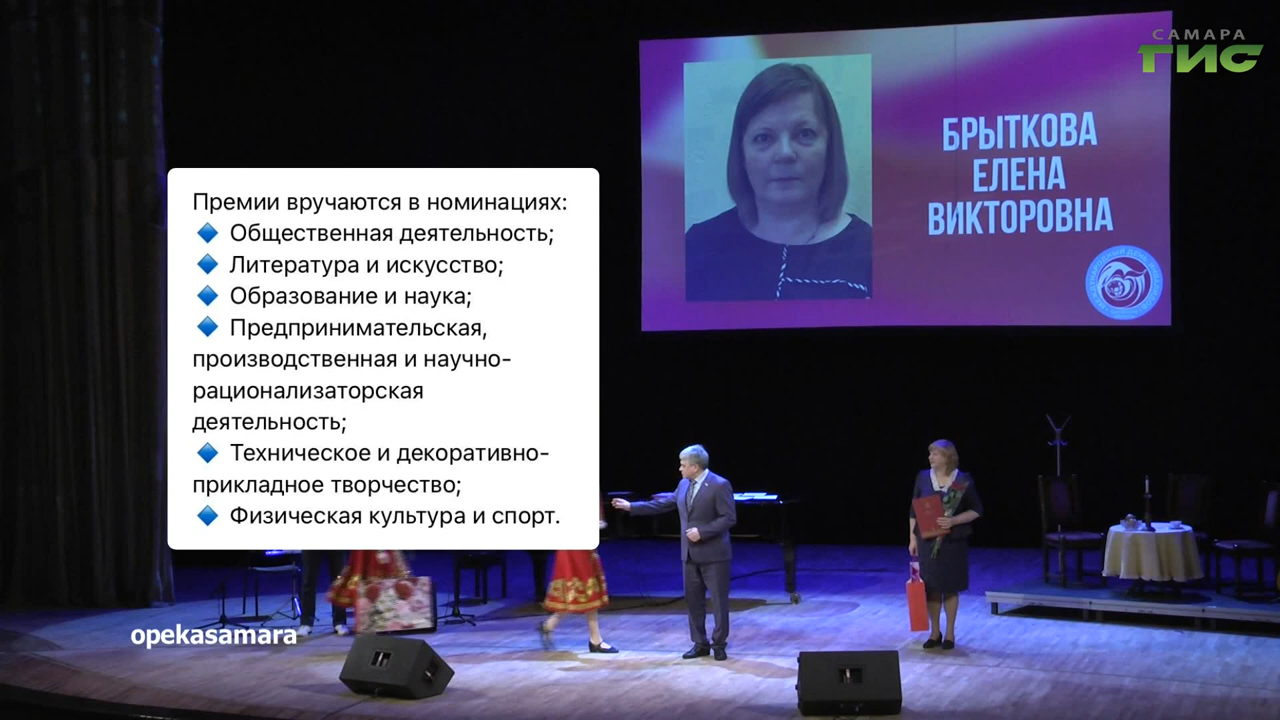 САМАРА
ГИС
БРЫТКОВА
ЕЛЕНА
ВИКТОРОВНА
Премии вручаются в номинациях:
Общественная деятельность;
Литература и искусство;
Образование и наука;
Предпринимательская,
производственная и научно-
рационализаторская
деятельность;
Техническое и декоративно-
прикладное творчество;
Физическая культура и спорт.
opekasamara